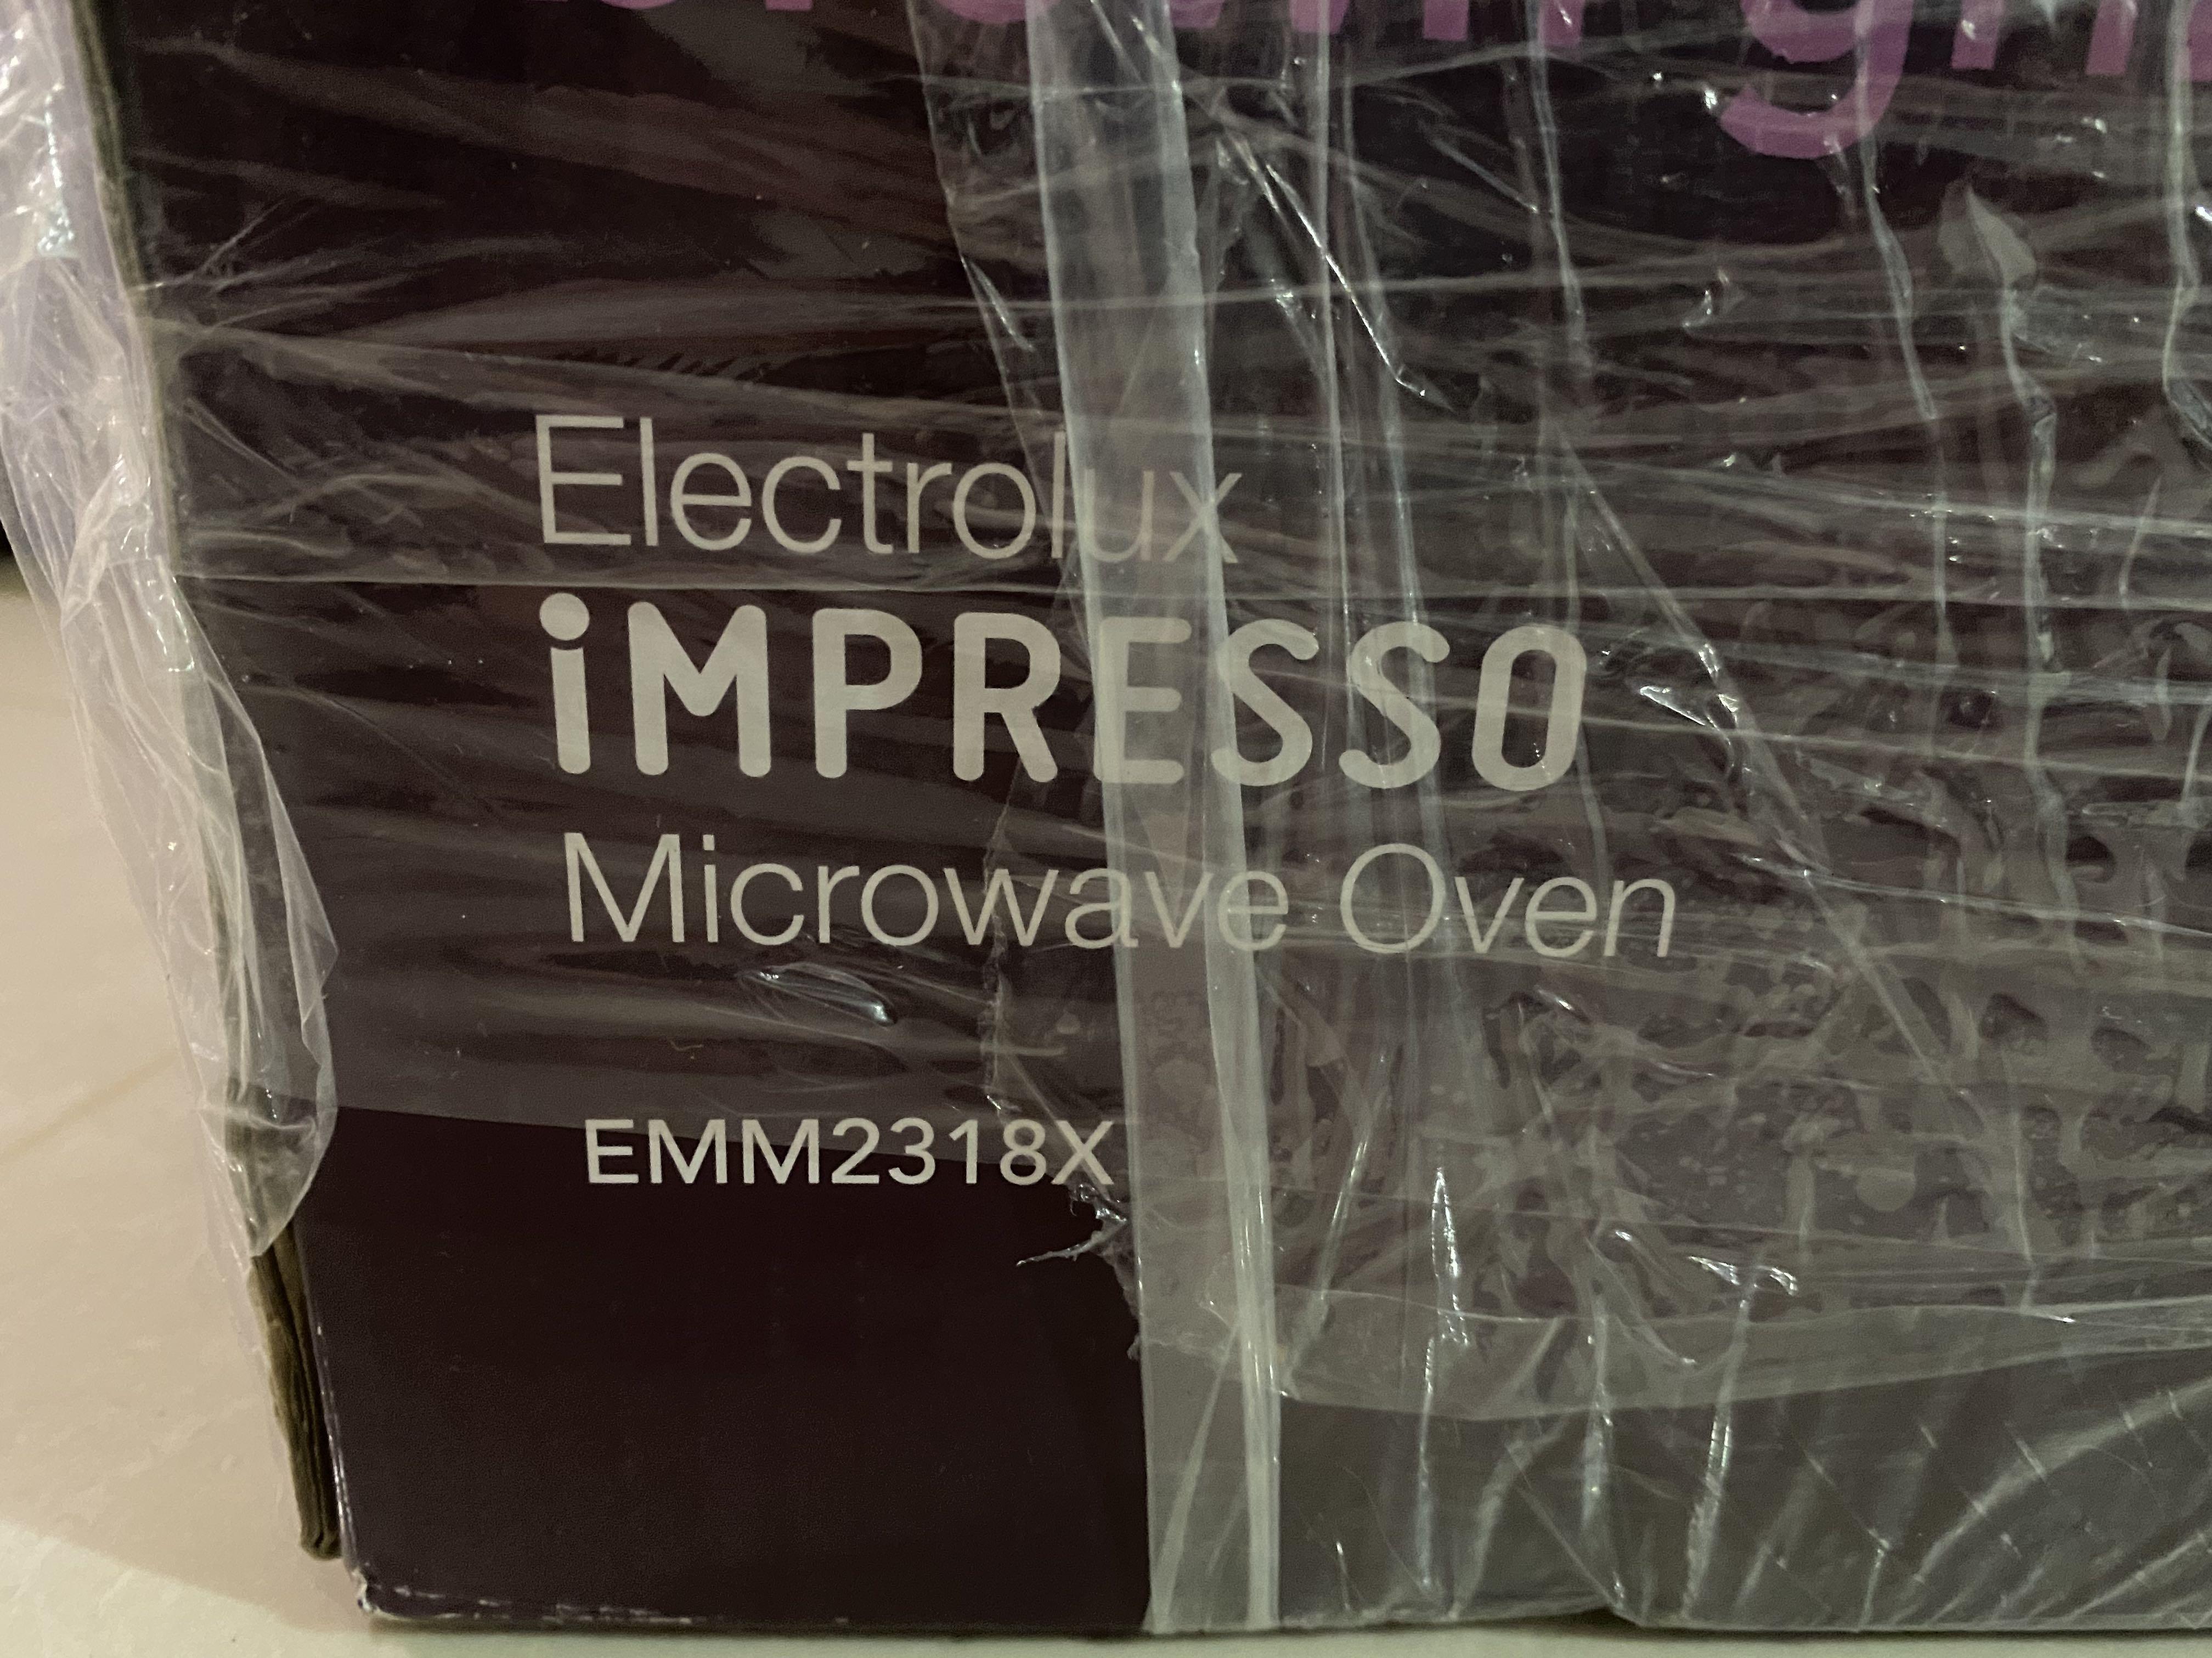 Electrolux
iMPRESSO
Microwave Oven
EMM2318X